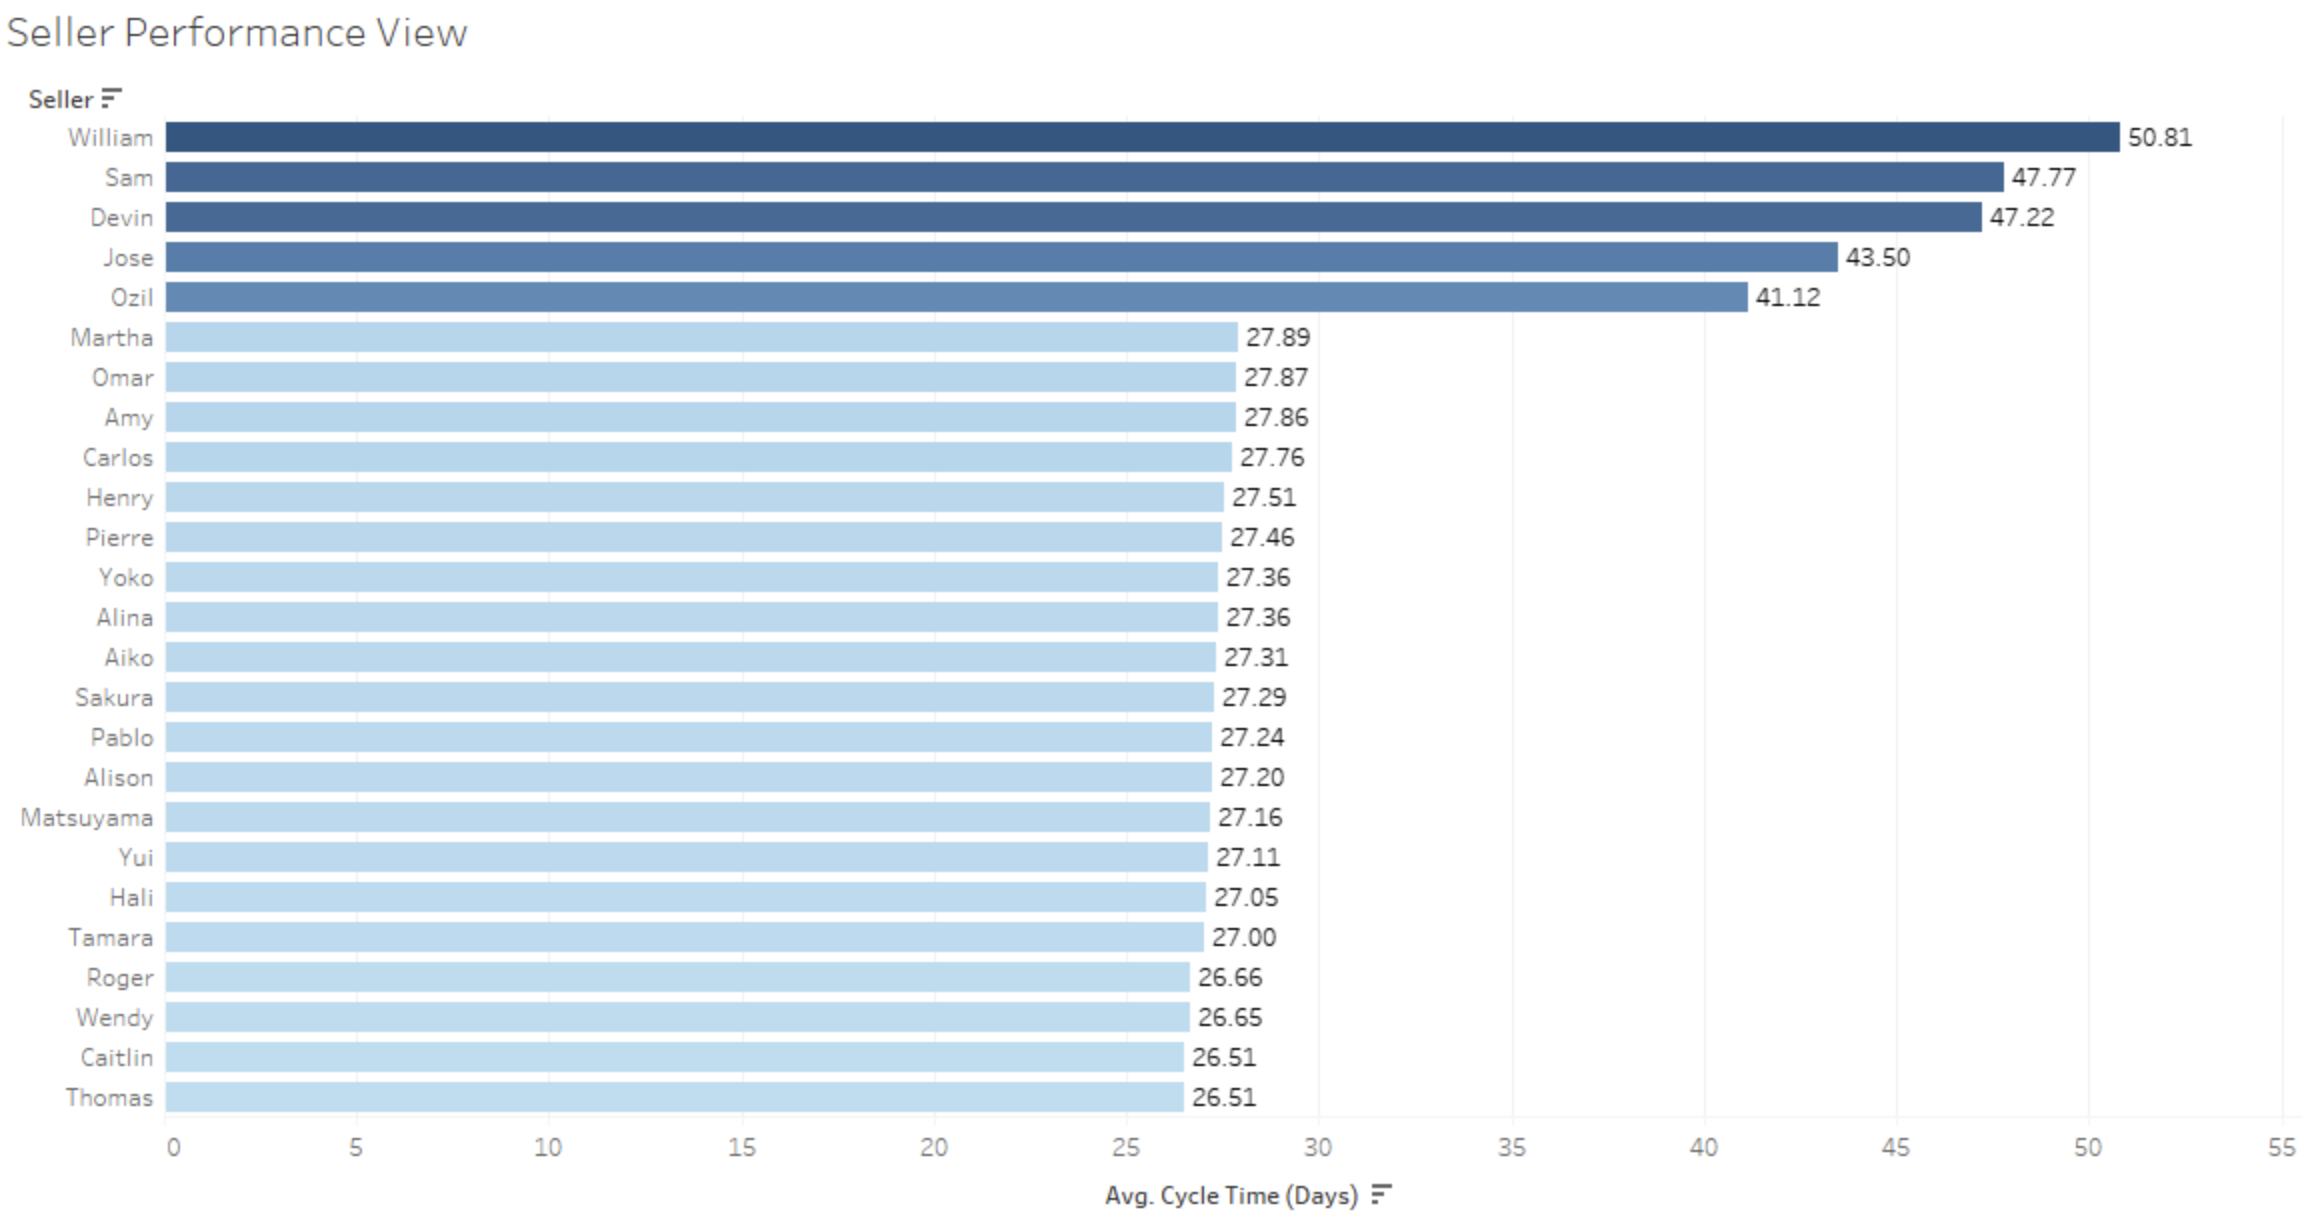 Seller Performance View
Seller
William 50.81
Sam 47.77
Devin 47.22
Jose 43.50
Ozil 41.12
Martha 27.89
Omar 27.87
Amy 27.86
Carlos 27.76
Henry 27.51
Pierre 27.46
Yoko 27.36
Alina 27.36
Aiko 27.31
Sakura 27.29
Pablo 27.24
Alison 27.20
Matsuyama 27.16
Yui 27.11
Hali 27.05
Tamara 27.00
Roger 26.66
Wendy 26.65
Caitlin 26.51
Thomas 26.51
0 5 10 15 20 25 30 35 40 45 50 55
Avg. Cycle Time (Days)